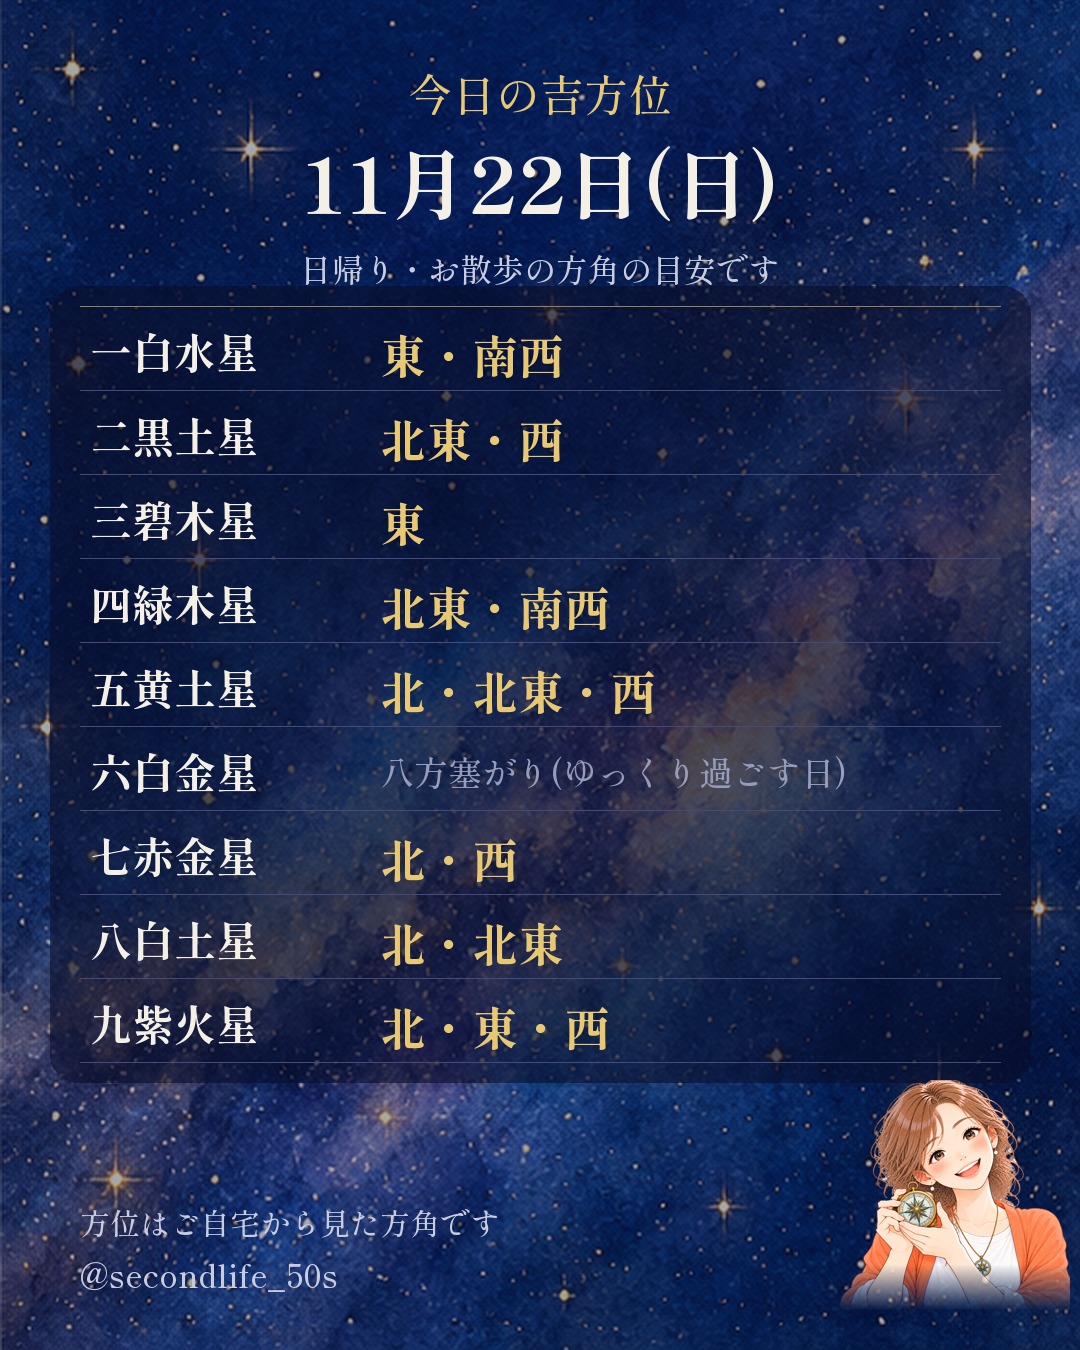 今日の吉方位
11月22日(日)
日帰り・お散歩の方角の目安です
一白水星 東・南西
二黒土星 北東・西
三碧木星 東
四緑木星 北東・南西
五黄土星 北・北東・西
六白金星 八方塞がり(ゆっくり過ごす日)
七赤金星 北・西
八白土星 北・北東
九紫火星 北・東・西
方位はご自宅から見た方角です
@secondlife_50s